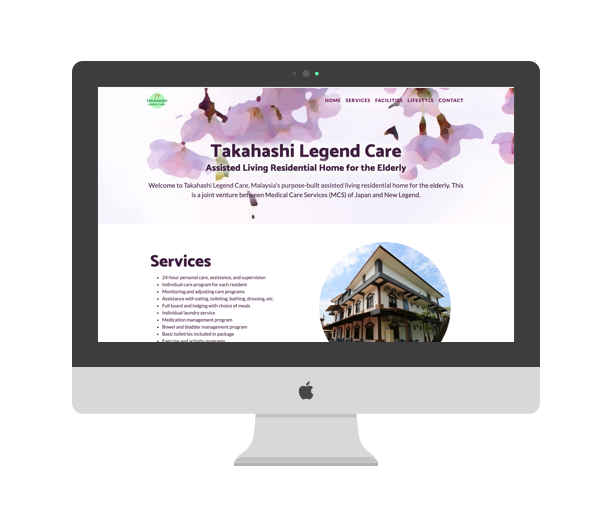 TAKAHASHI
LEGEND CARE
HOME SERVICES FACILITIES LIFESTYLE CONTACT
Takahashi Legend Care
Assisted Living Residential Home for the Elderly
Welcome to Takahashi Legend Care, Malaysia's purpose-built assisted living residential home for the elderly. This
is a joint venture between Medical Care Services (MCS) of Japan and New Legend.
Services
• 24-hour personal care, assistance, and supervision
• Individual care program for each resident
• Monitoring and adjusting care programs
• Assistance with eating, toileting, bathing, dressing, etc.
• Full board and lodging with choice of meals
• Individual laundry service
• Medication management program
• Bowel and bladder management program
• Basic toiletries included in package
• Exercise and activity programs